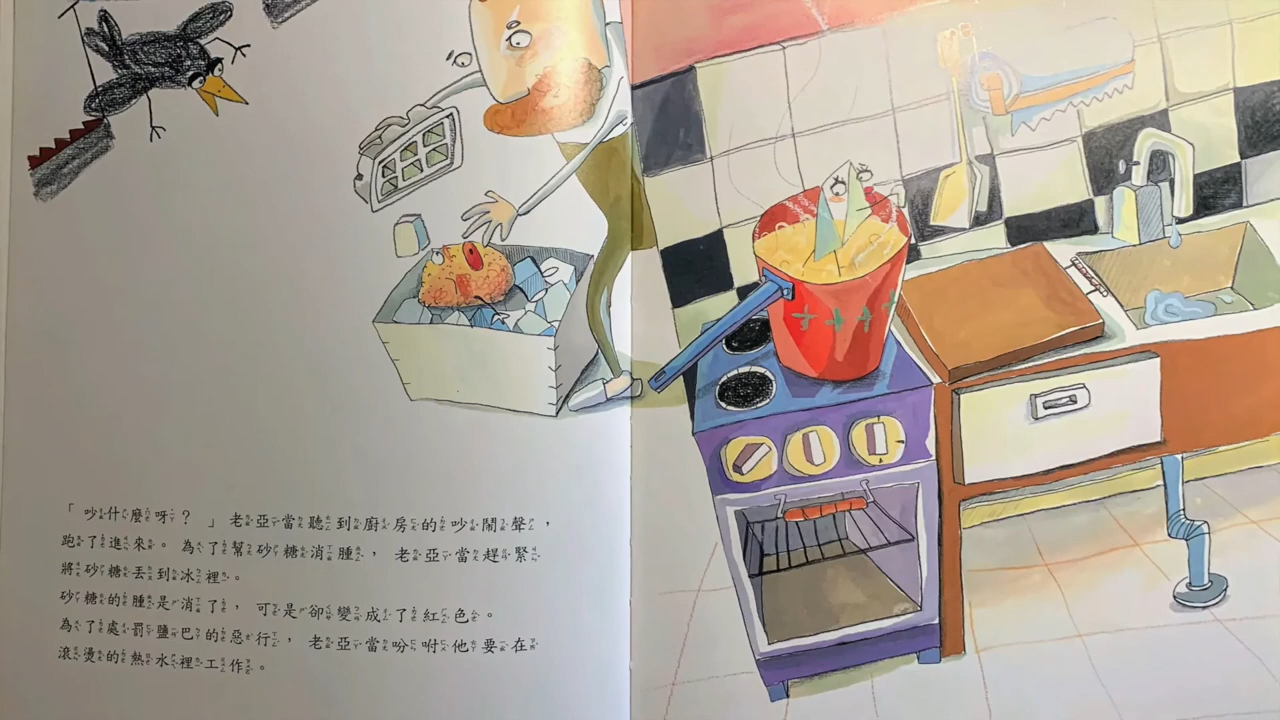 「吵什麼呀？」老亞當聽到廚房的吵鬧聲，
跑了進來。為了幫砂糖消腫，老亞當趕緊
將砂糖丟到冰裡。
砂糖的腫是消了，可是卻變成了紅色。
為了處罰鹽巴的惡行，老亞當吩咐他要在
滾燙的熱水裡工作。